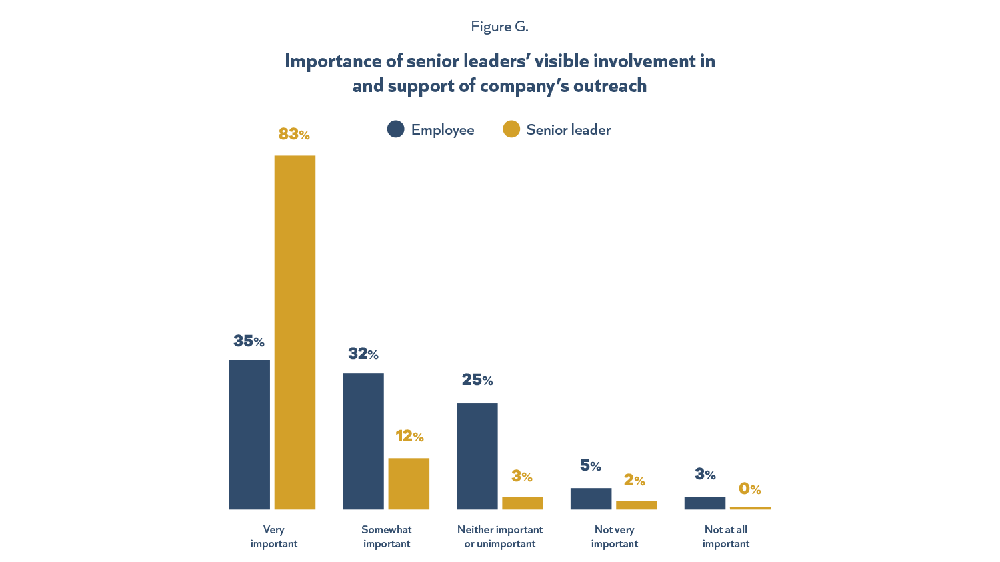 Figure G.
Importance of senior leaders’ visible involvement in
and support of company’s outreach
Employee
Senior leader
83%
35%
32%
12%
25%
3%
5%
2%
3%
0%
Very
important
Somewhat
important
Neither important
or unimportant
Not very
important
Not at all
important